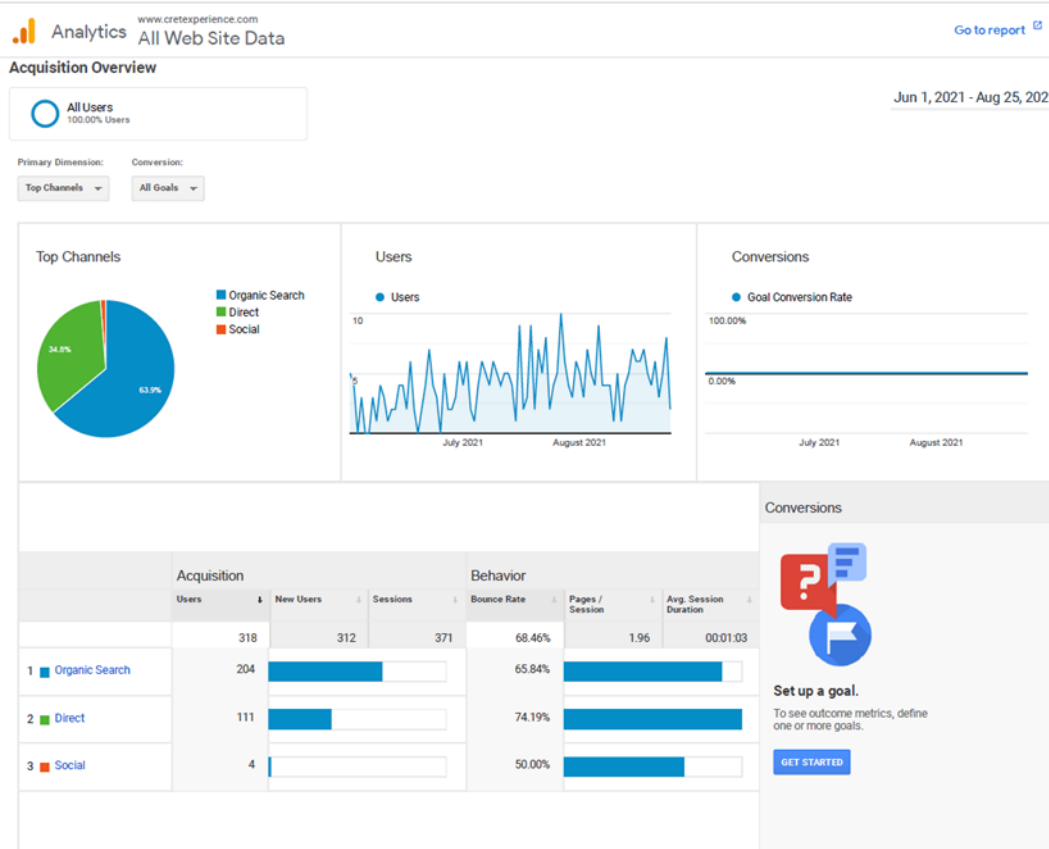 www.cretexperience.com
Analytics
All Web Site Data
Go to report
Acquisition Overview
All Users
100.00% Users
Jun 1, 2021 - Aug 25, 202
Primary Dimension:
Conversion:
Top Channels
All Goals
Top Channels
Organic Search
Direct
Social
34.8%
63.9%
Users
Users
10
5
July 2021
August 2021
Conversions
Goal Conversion Rate
100.00%
0.00%
July 2021
August 2021
Acquisition
Behavior
Users
New Users
Sessions
Bounce Rate
Pages /
Session
Avg. Session
Duration
318
312
371
68.46%
1.96
00:01:03
1 Organic Search
204
65.84%
2 Direct
111
74.19%
3 Social
4
50.00%
Conversions
?
Set up a goal.
To see outcome metrics, define
one or more goals.
GET STARTED